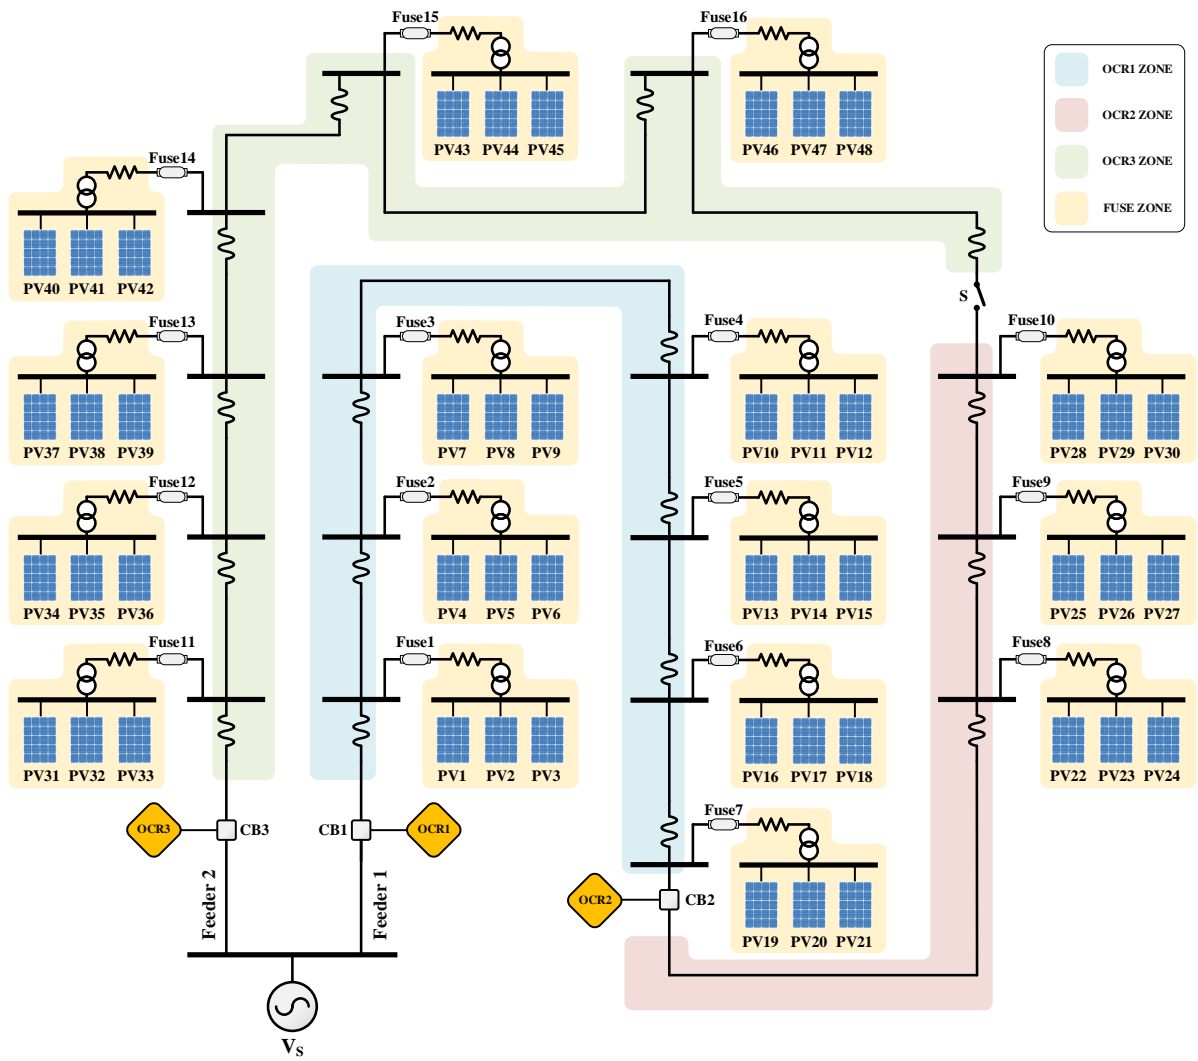 Fuse15
Fuse16
OCR1 ZONE
OCR2 ZONE
OCR3 ZONE
FUSE ZONE
PV43 PV44 PV45
PV46 PV47 PV48
Fuse14
PV40 PV41 PV42
S
Fuse13
Fuse3
Fuse4
Fuse10
PV37 PV38 PV39
PV7 PV8 PV9
PV10 PV11 PV12
PV28 PV29 PV30
Fuse12
Fuse2
Fuse5
Fuse9
PV34 PV35 PV36
PV4 PV5 PV6
PV13 PV14 PV15
PV25 PV26 PV27
Fuse11
Fuse1
Fuse6
Fuse8
PV31 PV32 PV33
PV1 PV2 PV3
PV16 PV17 PV18
PV22 PV23 PV24
Fuse7
OCR3
CB3
CB1
OCR1
Feeder 2
Feeder 1
OCR2
CB2
PV19 PV20 PV21
VS